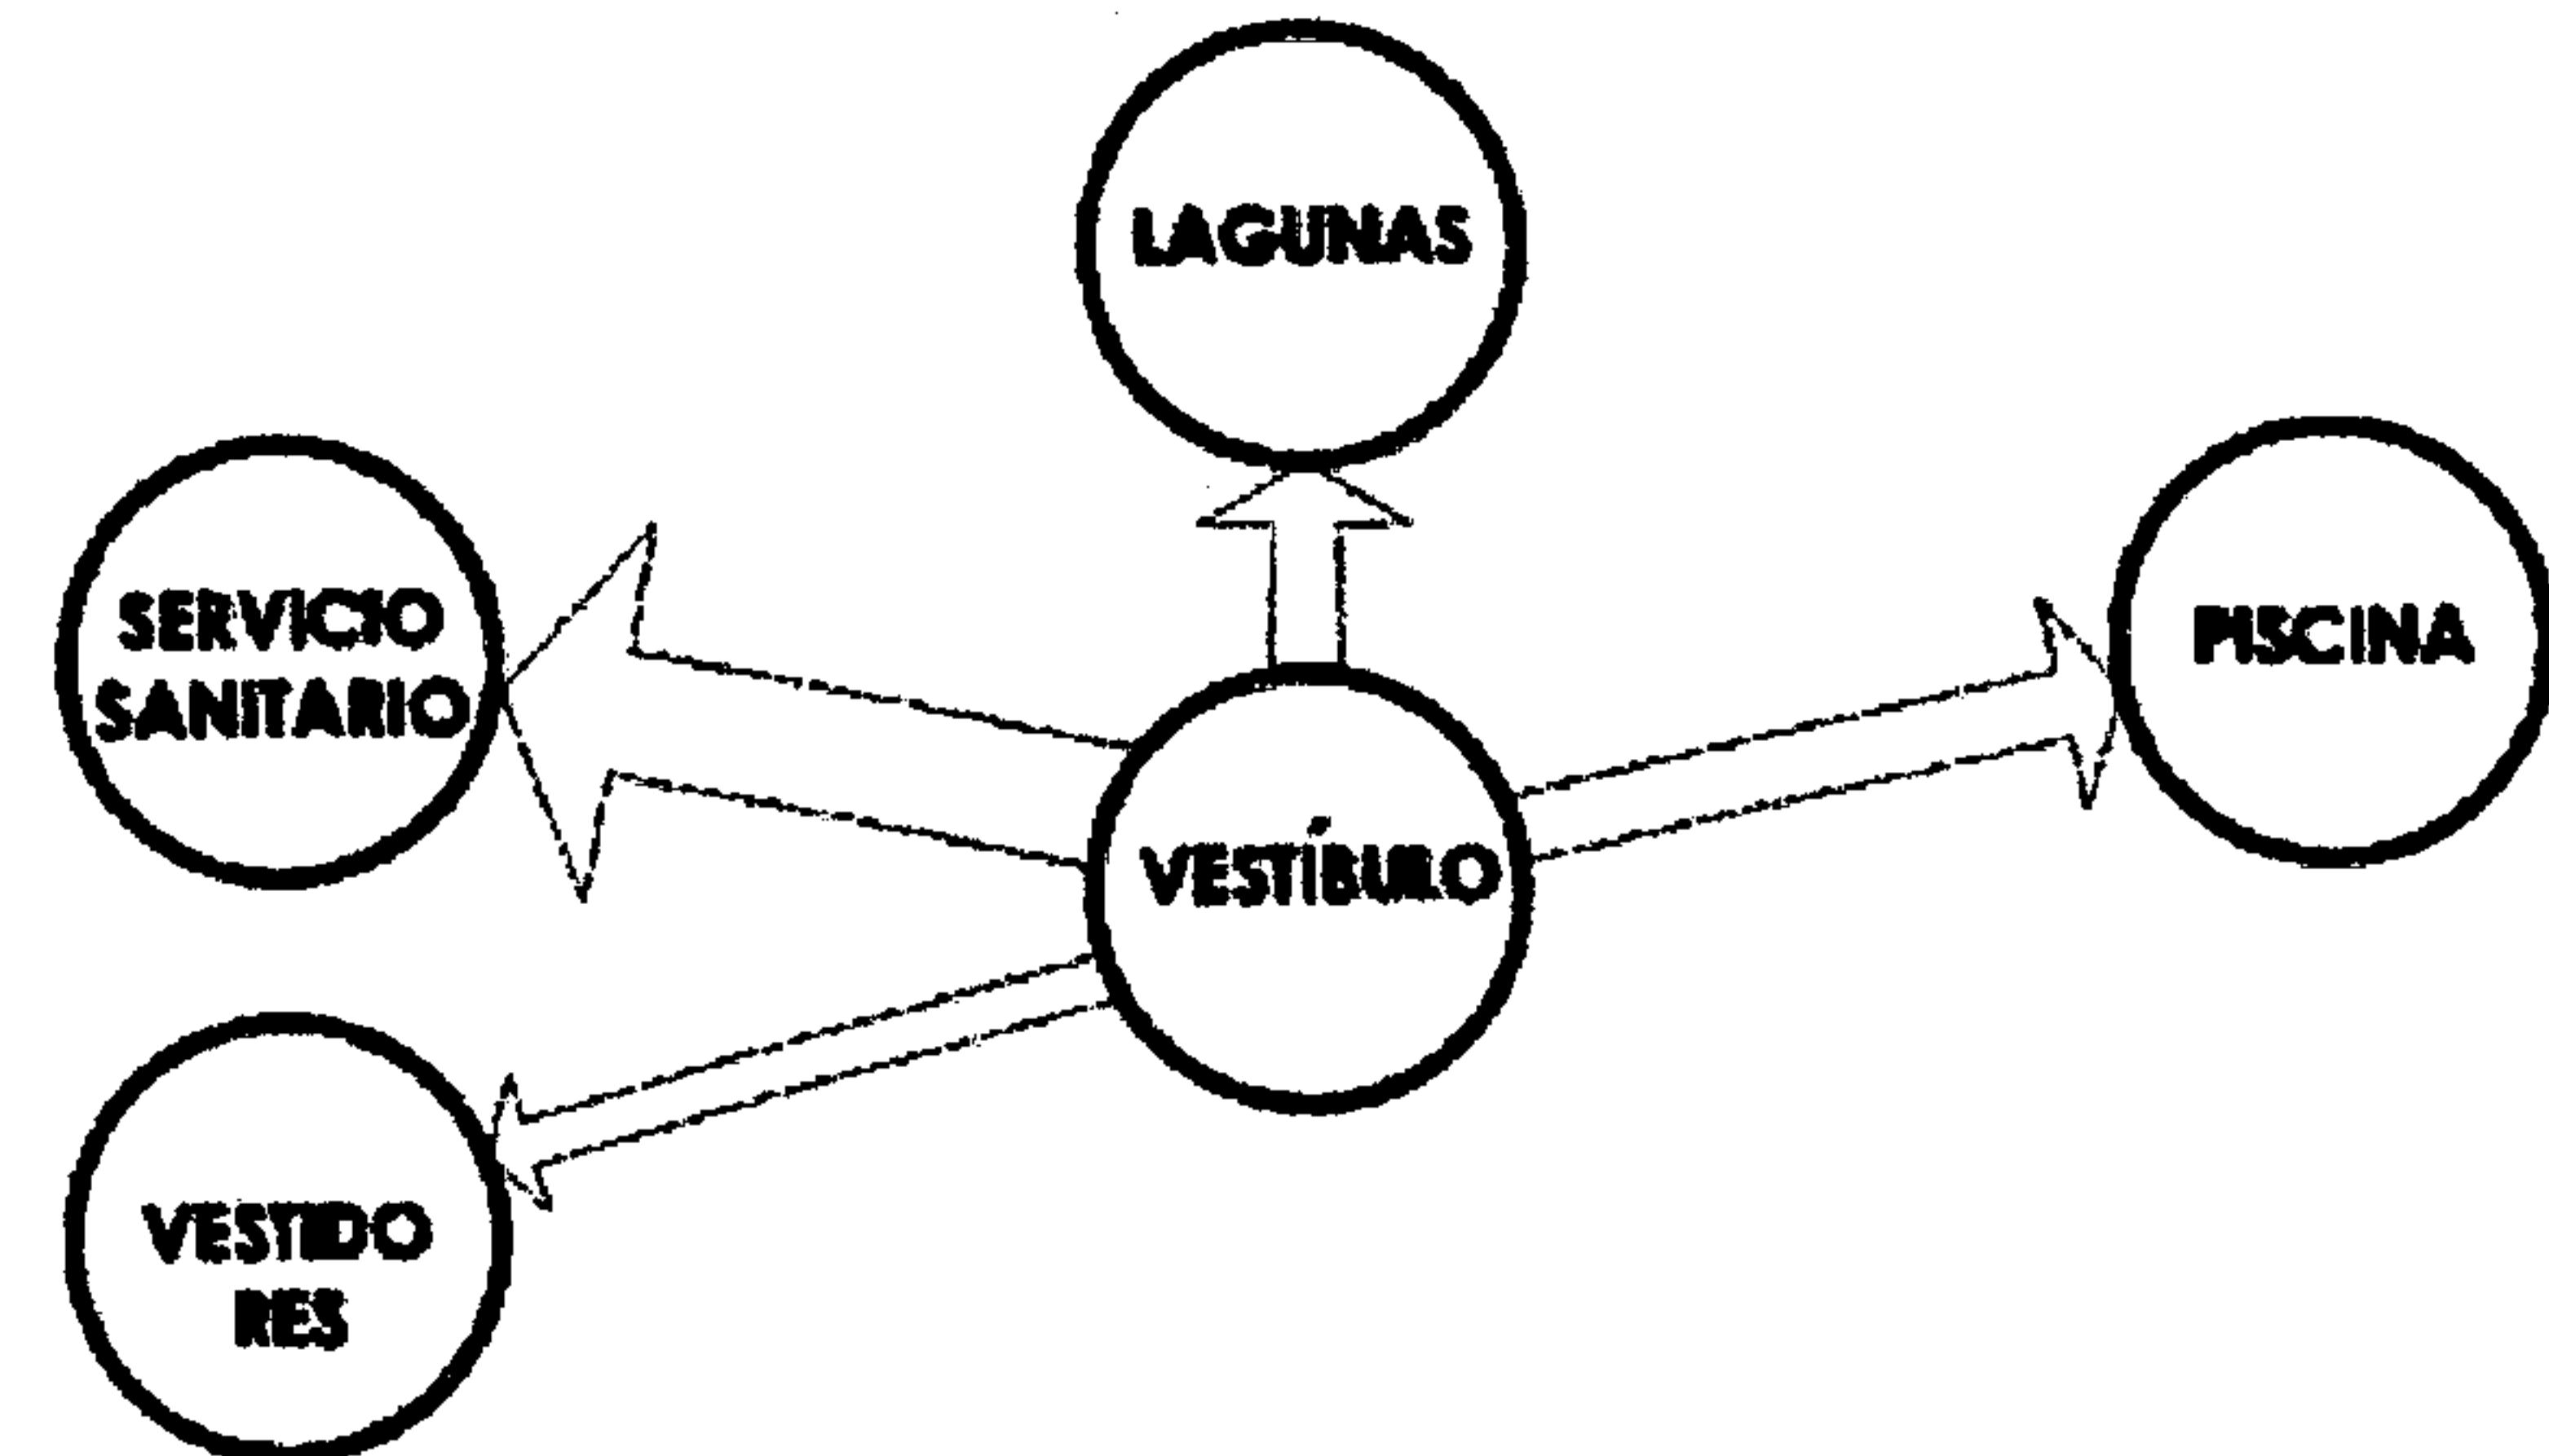 LAGUNAS
SERVICIO
SANITARIO
PISCINA
VESTÍBULO
VESTIDO
RES